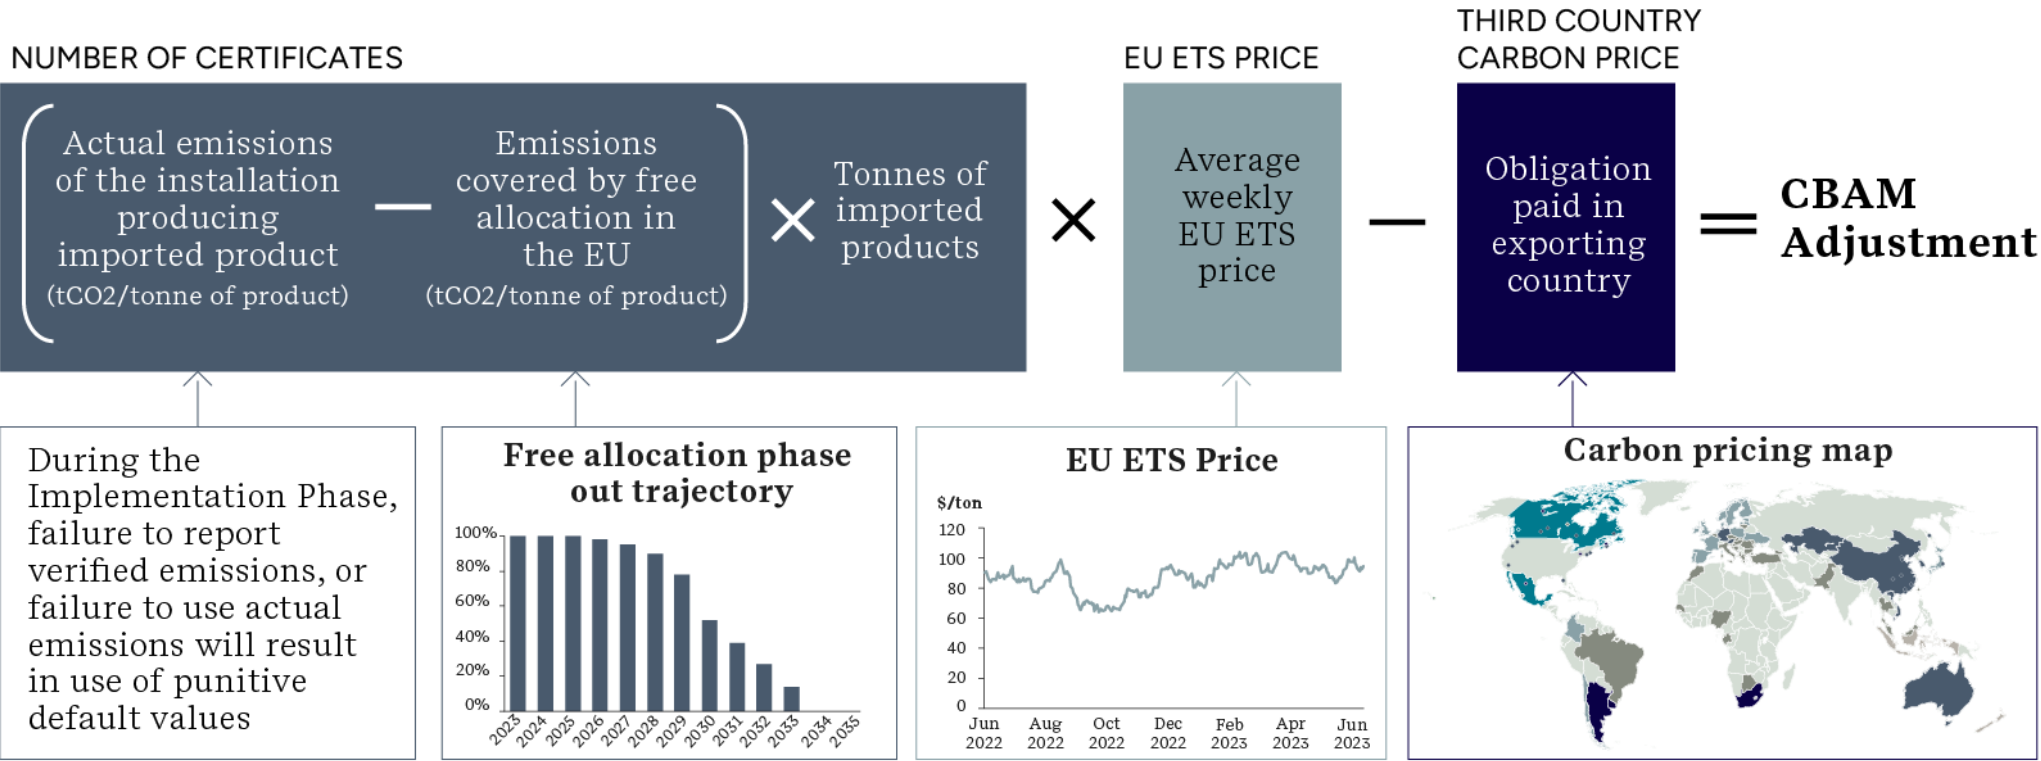 NUMBER OF CERTIFICATES
EU ETS PRICE
THIRD COUNTRY
CARBON PRICE
Actual emissions
of the installation
producing
imported product
(tCO2/tonne of product)
Emissions
covered by free
allocation in
the EU
(tCO2/tonne of product)
Tonnes of
imported
products
Average
weekly
EU ETS
price
Obligation
paid in
exporting
country
CBAM
Adjustment
During the
Implementation Phase,
failure to report
verified emissions, or
failure to use actual
emissions will result
in use of punitive
default values
Free allocation phase
out trajectory
100%
80%
60%
40%
20%
0%
2023 2024 2025 2026 2027 2028 2029 2030 2031 2032 2033 2034 2035
EU ETS Price
$/ton
120
100
80
60
40
20
0
Jun Aug Oct Dec Feb Apr Jun
2022 2022 2022 2022 2023 2023 2023
Carbon pricing map